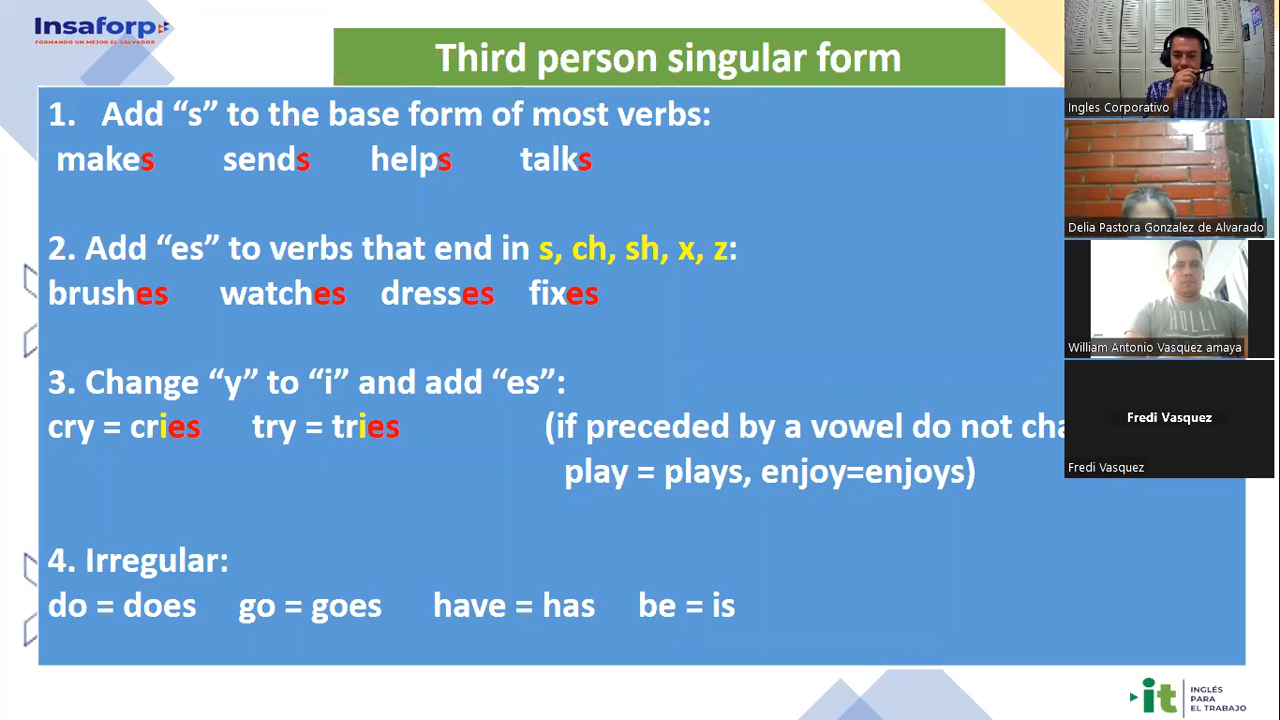 Insaforp
FORMANDO UN MEJOR EL SALVADOR
Third person singular form
1. Add “s” to the base form of most verbs:
makes sends helps talks
2. Add “es” to verbs that end in s, ch, sh, x, z:
brushes watches dresses fixes
3. Change “y” to “i” and add “es”:
cry = cries try = tries (if preceded by a vowel do not cha
play = plays, enjoy=enjoys)
4. Irregular:
do = does go = goes have = has be = is
Ingles Corporativo
Delia Pastora Gonzalez de Alvarado
HOLLI
William Antonio Vasquez amaya
Fredi Vasquez
Fredi Vasquez
it
INGLÉS
PARA
EL TRABAJO